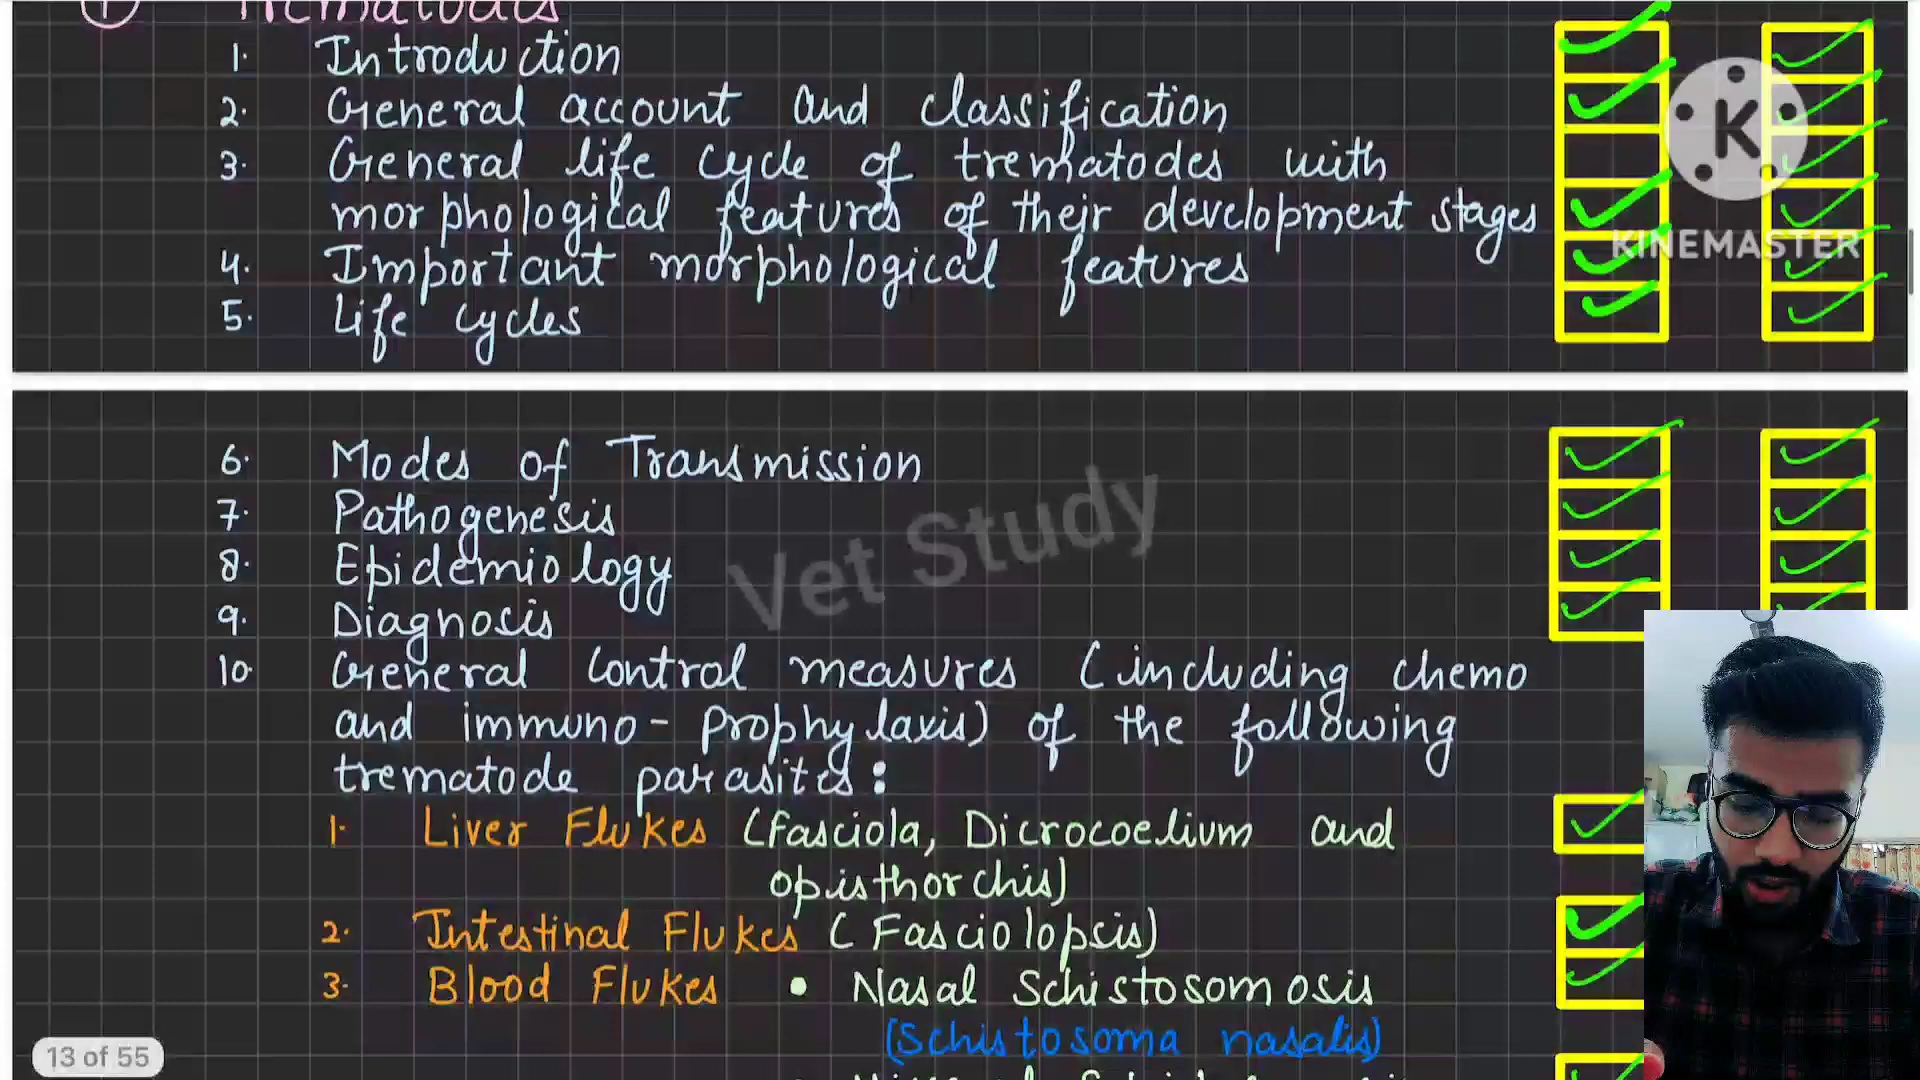 1 Trematodes
1. Introduction
2. General account and classification
3. General life cycle of trematodes with
morphological features of their development stages
4. Important morphological features
5. Life cycles
K
KINEMASTER
6. Modes of Transmission
7. Pathogenesis
8. Epidemiology
9. Diagnosis
10. General control measures (including chemo
and immuno - prophylaxis) of the following
trematode parasites:
Vet Study
1. Liver Flukes (Fasciola, Dicrocoelium and
opisthorchis)
2. Intestinal Flukes (Fasciolopsis)
3. Blood Flukes • Nasal Schistosomosis
(Schistosoma nasalis)
13 of 55